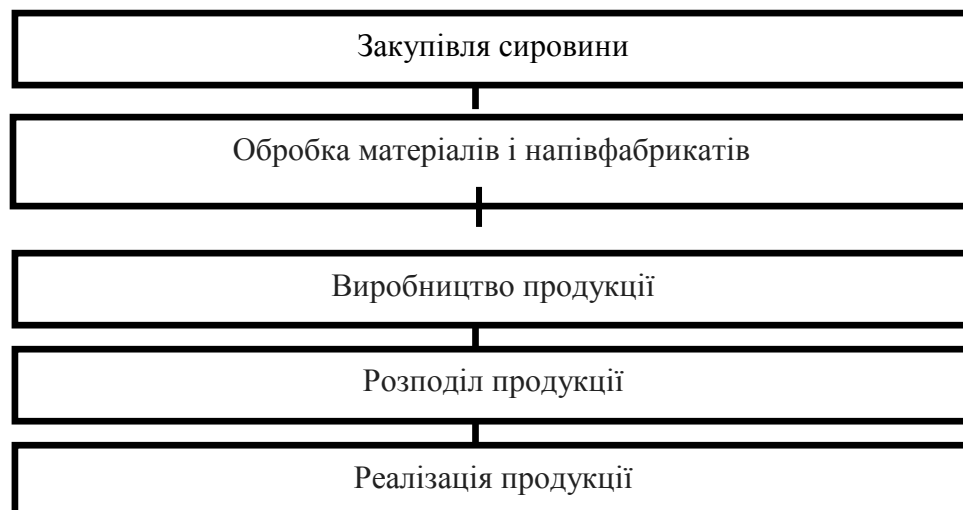 Закупівля сировини
Обробка матеріалів і напівфабрикатів
Виробництво продукції
Розподіл продукції
Реалізація продукції